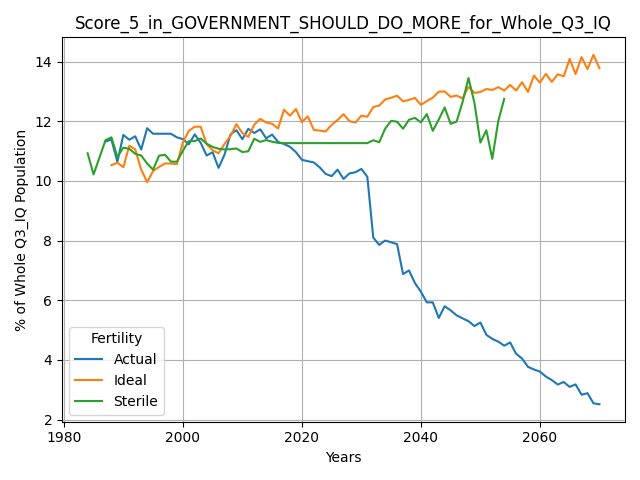 Score_5_in_GOVERNMENT_SHOULD_DO_MORE_for_Whole_Q3_IQ
% of Whole Q3_IQ Population
14
12
10
8
6
4
2
Fertility
Actual
Ideal
Sterile
1980 2000 2020 2040 2060
Years